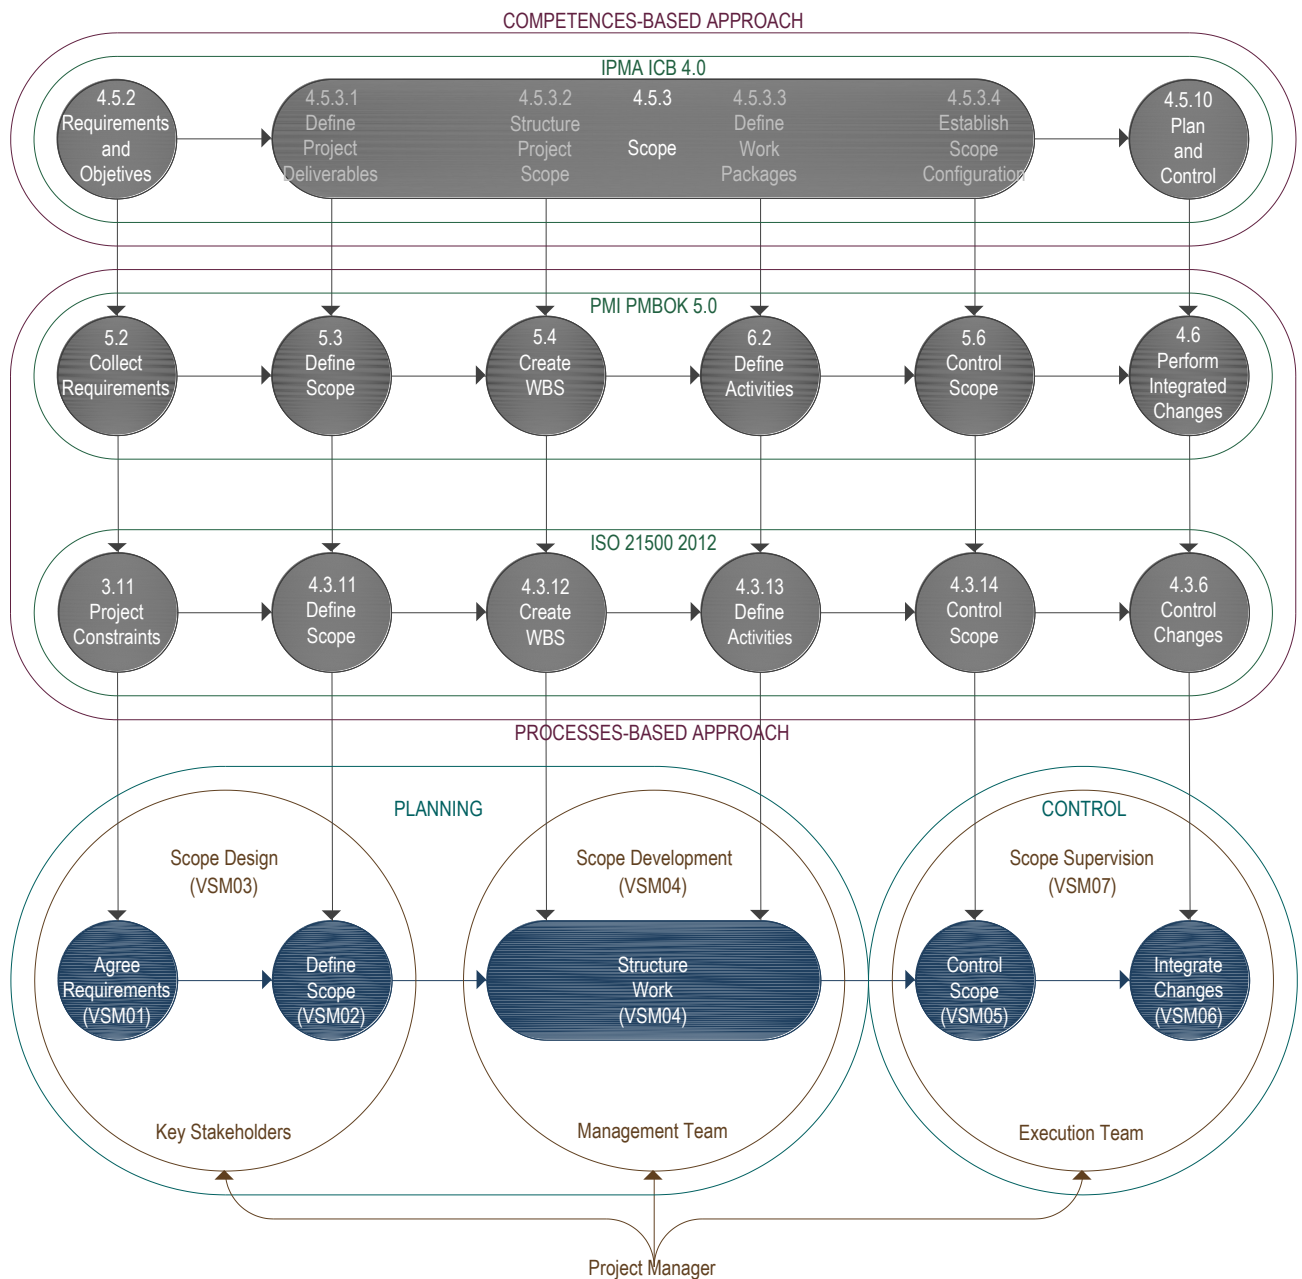 COMPETENCES-BASED APPROACH
IPMA ICB 4.0
4.5.2
Requirements
and
Objetives
4.5.3.1
Define
Project
Deliverables
4.5.3.2
Structure
Project
Scope
4.5.3
Scope
4.5.3.3
Define
Work
Packages
4.5.3.4
Establish
Scope
Configuration
4.5.10
Plan
and
Control
PMI PMBOK 5.0
5.2
Collect
Requirements
5.3
Define
Scope
5.4
Create
WBS
6.2
Define
Activities
5.6
Control
Scope
4.6
Perform
Integrated
Changes
ISO 21500 2012
3.11
Project
Constraints
4.3.11
Define
Scope
4.3.12
Create
WBS
4.3.13
Define
Activities
4.3.14
Control
Scope
4.3.6
Control
Changes
PROCESSES-BASED APPROACH
PLANNING
CONTROL
Scope Design
(VSM03)
Scope Development
(VSM04)
Scope Supervision
(VSM07)
Agree
Requirements
(VSM01)
Define
Scope
(VSM02)
Structure
Work
(VSM04)
Control
Scope
(VSM05)
Integrate
Changes
(VSM06)
Key Stakeholders
Management Team
Execution Team
Project Manager